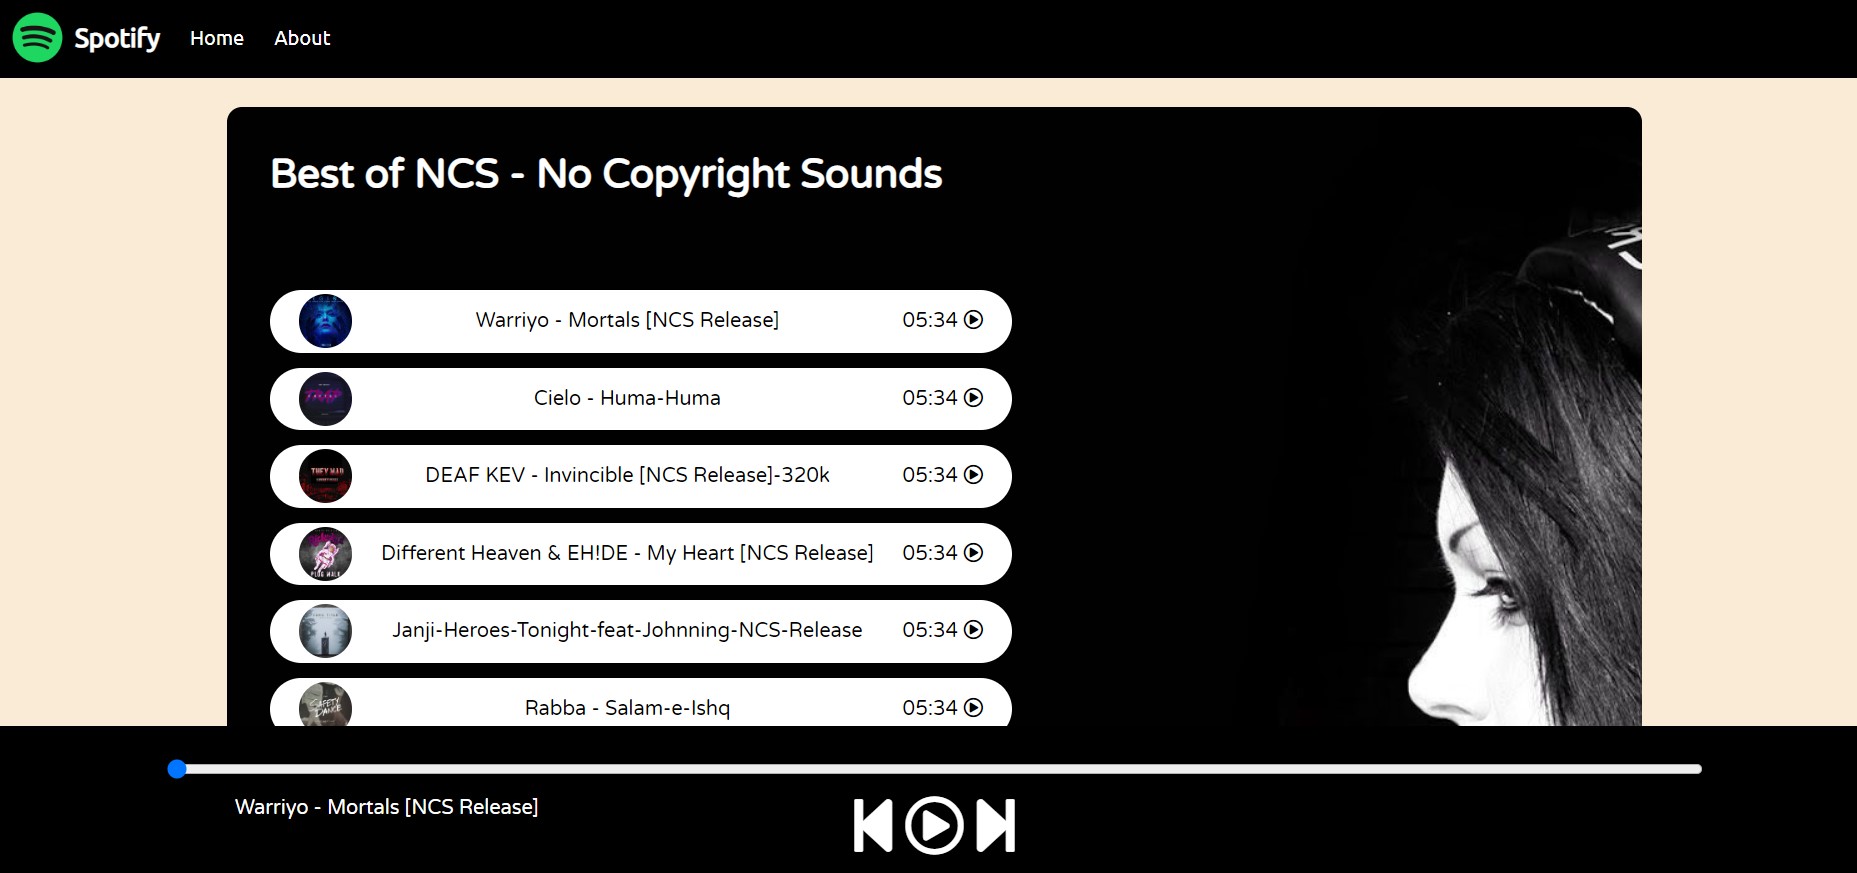 Spotify Home About
Best of NCS - No Copyright Sounds
Warriyo - Mortals [NCS Release] 05:34
Cielo - Huma-Huma 05:34
DEAF KEV - Invincible [NCS Release]-320k 05:34
Different Heaven & EH!DE - My Heart [NCS Release] 05:34
Janji-Heroes-Tonight-feat-Johnning-NCS-Release 05:34
SAFETY DANCE
Rabba - Salam-e-Ishq 05:34
Warriyo - Mortals [NCS Release]